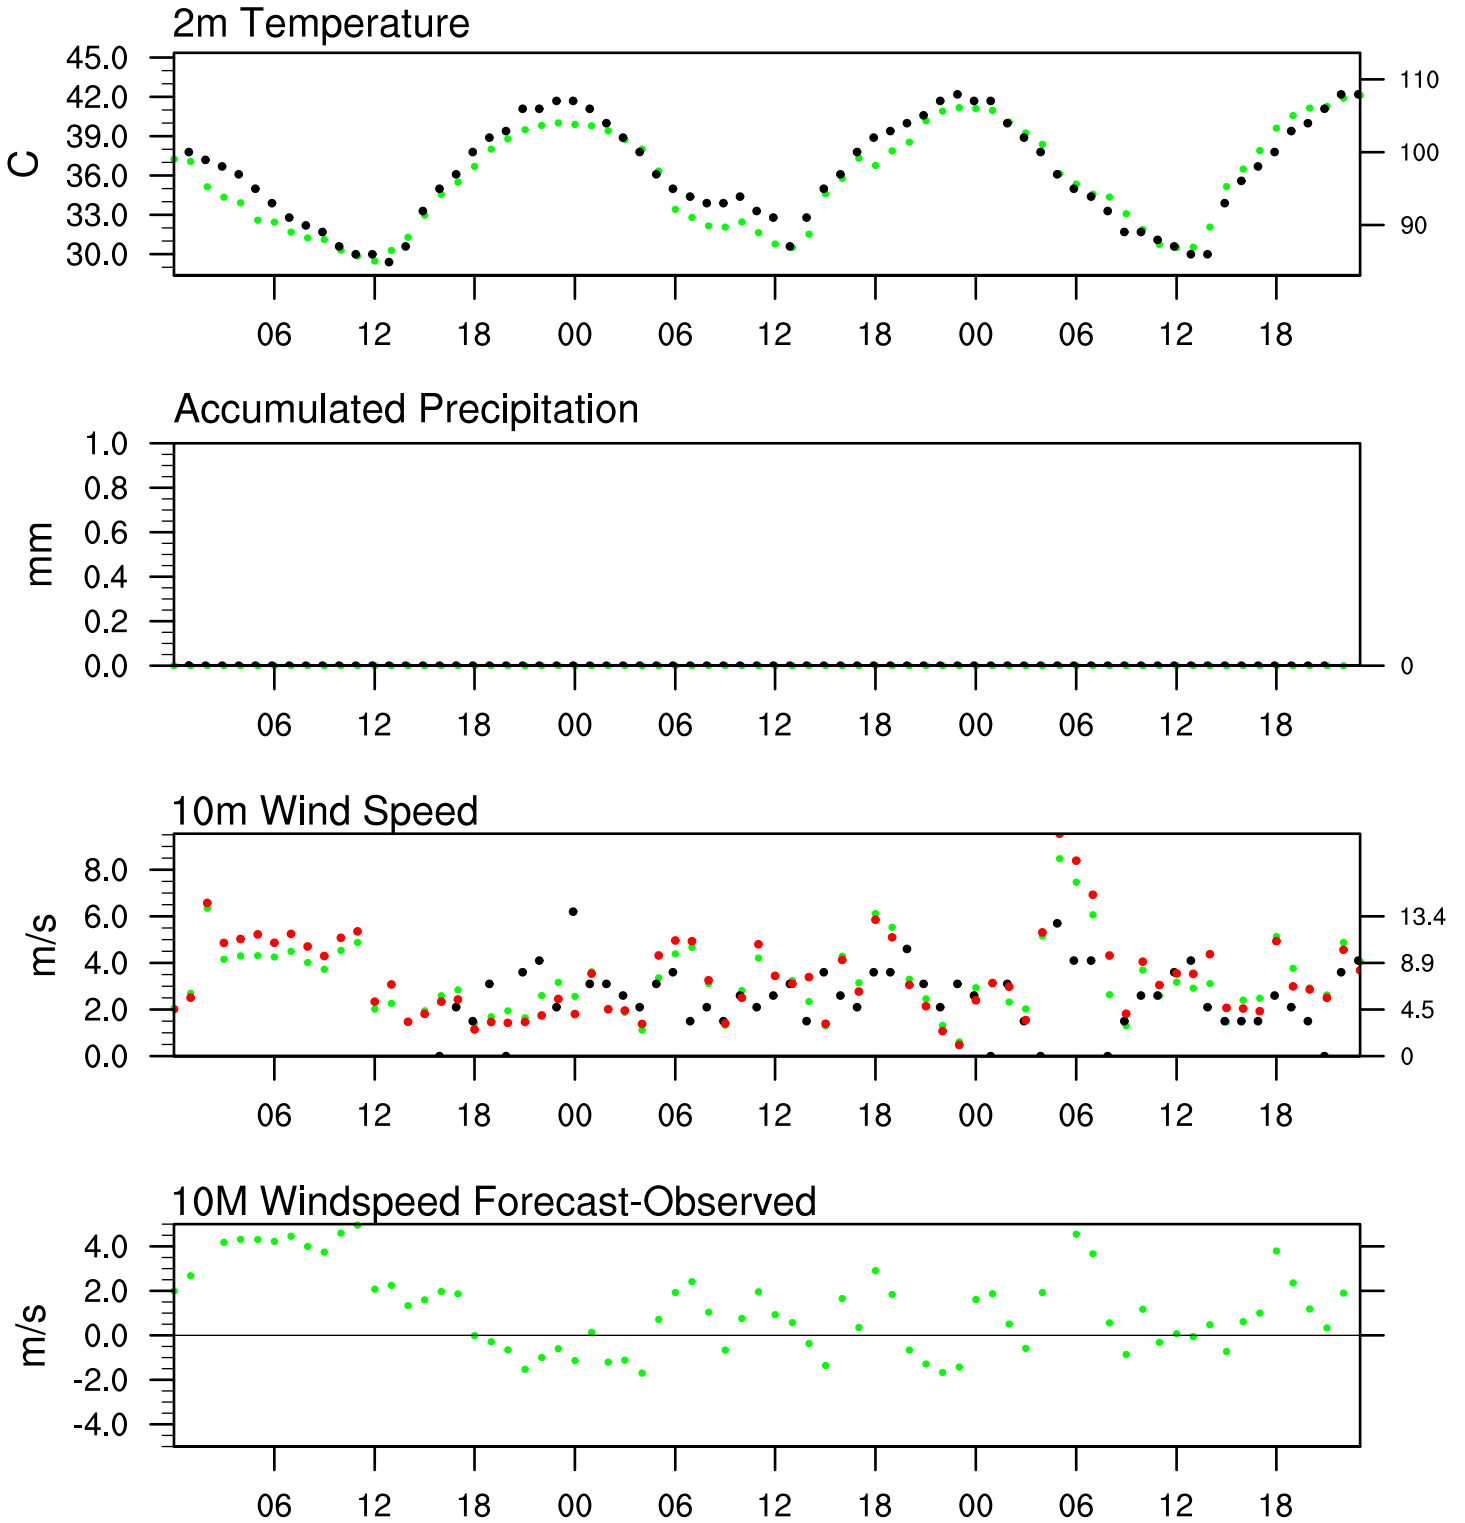 2m Temperature
45.0
42.0
39.0
36.0
33.0
30.0
C
110
100
90
06 12 18 00 06 12 18 00 06 12 18
Accumulated Precipitation
1.0
0.8
0.6
0.4
0.2
0.0
mm
0
06 12 18 00 06 12 18 00 06 12 18
10m Wind Speed
8.0
6.0
4.0
2.0
0.0
m/s
13.4
8.9
4.5
0
06 12 18 00 06 12 18 00 06 12 18
10M Windspeed Forecast-Observed
4.0
2.0
0.0
-2.0
-4.0
m/s
06 12 18 00 06 12 18 00 06 12 18